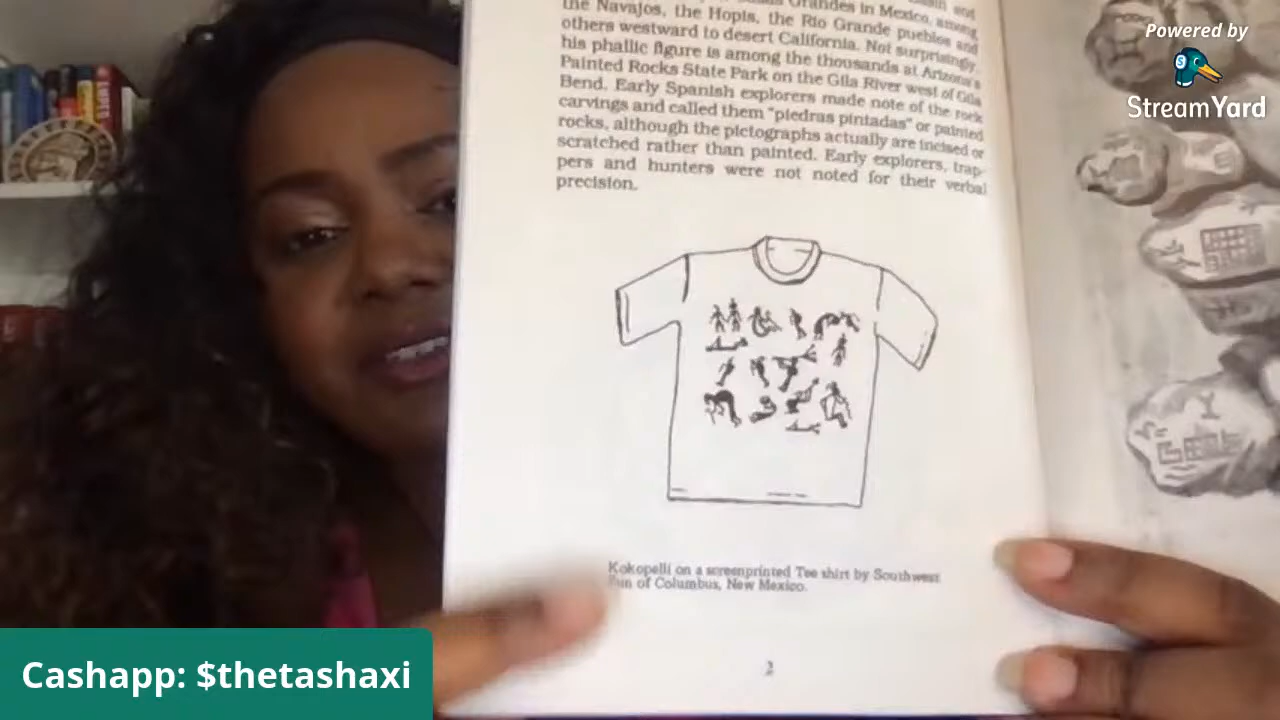 Grandes in Mexico, among
the Navajos, the Hopis, the Rio Grande pueblos and
others westward to desert California. Not surprisingly,
his phallic figure is among the thousands at Arizona's
Painted Rocks State Park on the Gila River west of Gila
Bend. Early Spanish explorers made note of the rock
carvings and called them "piedras pintadas" or painted
rocks, although the pictographs actually are incised or
scratched rather than painted. Early explorers, trap-
pers and hunters were not noted for their verbal
precision.
Kokopelli on a screenprinted Tee shirt by Southwest
of Columbus, New Mexico.
Powered by
StreamYard
Cashapp: $thetashaxi